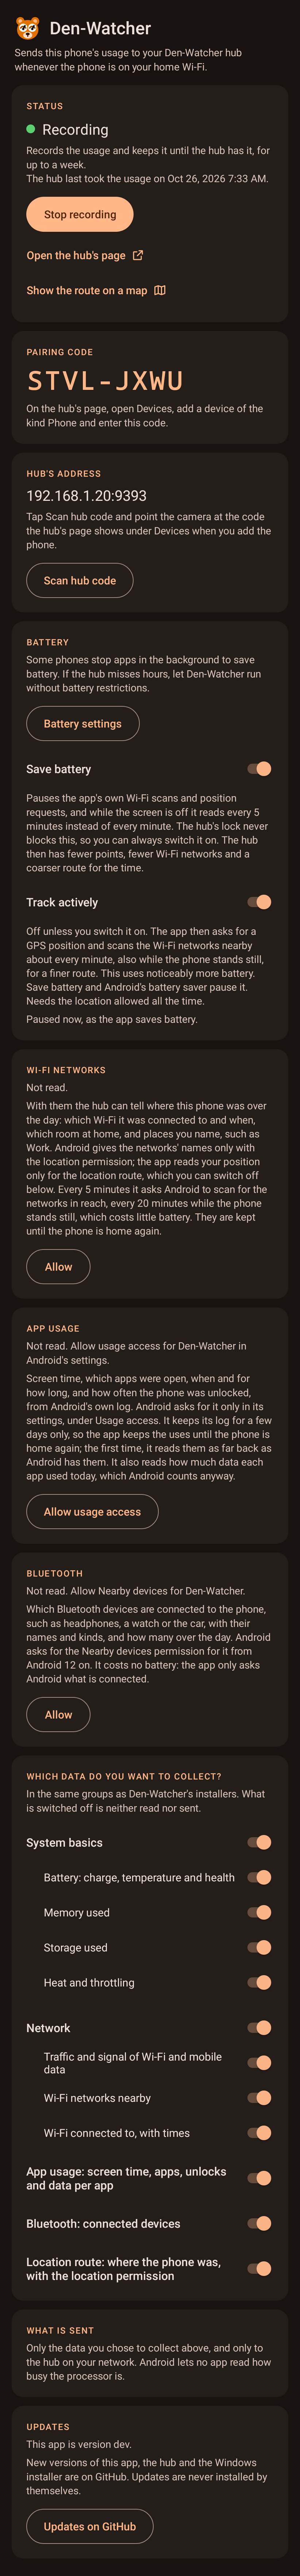 Den-Watcher
Sends this phone's usage to your Den-Watcher hub
whenever the phone is on your home Wi-Fi.
STATUS
Recording
Records the usage and keeps it until the hub has it, for
up to a week.
The hub last took the usage on Oct 26, 2026 7:33 AM.
Stop recording
Open the hub's page
Show the route on a map
PAIRING CODE
STVL-JXWU
On the hub's page, open Devices, add a device of the
kind Phone and enter this code.
HUB'S ADDRESS
192.168.1.20:9393
Tap Scan hub code and point the camera at the code
the hub's page shows under Devices when you add the
phone.
Scan hub code
BATTERY
Some phones stop apps in the background to save
battery. If the hub misses hours, let Den-Watcher run
without battery restrictions.
Battery settings
Save battery
Pauses the app's own Wi-Fi scans and position
requests, and while the screen is off it reads every 5
minutes instead of every minute. The hub's lock never
blocks this, so you can always switch it on. The hub
then has fewer points, fewer Wi-Fi networks and a
coarser route for the time.
Track actively
Off unless you switch it on. The app then asks for a
GPS position and scans the Wi-Fi networks nearby
about every minute, also while the phone stands still,
for a finer route. This uses noticeably more battery.
Save battery and Android's battery saver pause it.
Needs the location allowed all the time.
Paused now, as the app saves battery.
WI-FI NETWORKS
Not read.
With them the hub can tell where this phone was over
the day: which Wi-Fi it was connected to and when,
which room at home, and places you name, such as
Work. Android gives the networks' names only with
the location permission; the app reads your position
only for the location route, which you can switch off
below. Every 5 minutes it asks Android to scan for the
networks in reach, every 20 minutes while the phone
stands still, which costs little battery. They are kept
until the phone is home again.
Allow
APP USAGE
Not read. Allow usage access for Den-Watcher in
Android's settings.
Screen time, which apps were open, when and for
how long, and how often the phone was unlocked,
from Android's own log. Android asks for it only in its
settings, under Usage access. It keeps its log for a few
days only, so the app keeps the uses until the phone is
home again; the first time, it reads them as far back as
Android has them. It also reads how much data each
app used today, which Android counts anyway.
Allow usage access
BLUETOOTH
Not read. Allow Nearby devices for Den-Watcher.
Which Bluetooth devices are connected to the phone,
such as headphones, a watch or the car, with their
names and kinds, and how many over the day. Android
asks for the Nearby devices permission for it from
Android 12 on. It costs no battery: the app only asks
Android what is connected.
Allow
WHICH DATA DO YOU WANT TO COLLECT?
In the same groups as Den-Watcher's installers. What
is switched off is neither read nor sent.
System basics
Battery: charge, temperature and health
Memory used
Storage used
Heat and throttling
Network
Traffic and signal of Wi-Fi and mobile
data
Wi-Fi networks nearby
Wi-Fi connected to, with times
App usage: screen time, apps, unlocks
and data per app
Bluetooth: connected devices
Location route: where the phone was,
with the location permission
WHAT IS SENT
Only the data you chose to collect above, and only to
the hub on your network. Android lets no app read how
busy the processor is.
UPDATES
This app is version dev.
New versions of this app, the hub and the Windows
installer are on GitHub. Updates are never installed by
themselves.
Updates on GitHub